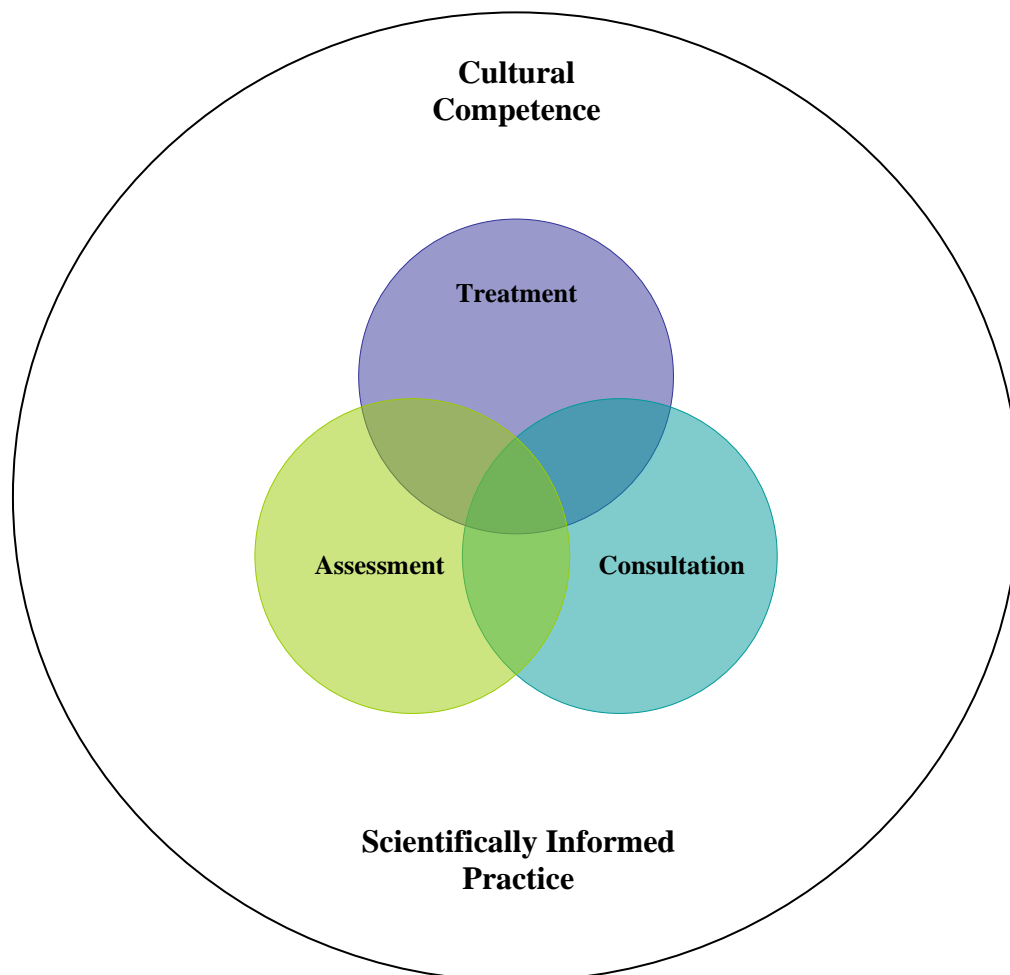 Cultural
Competence
Treatment
Assessment
Consultation
Scientifically Informed
Practice